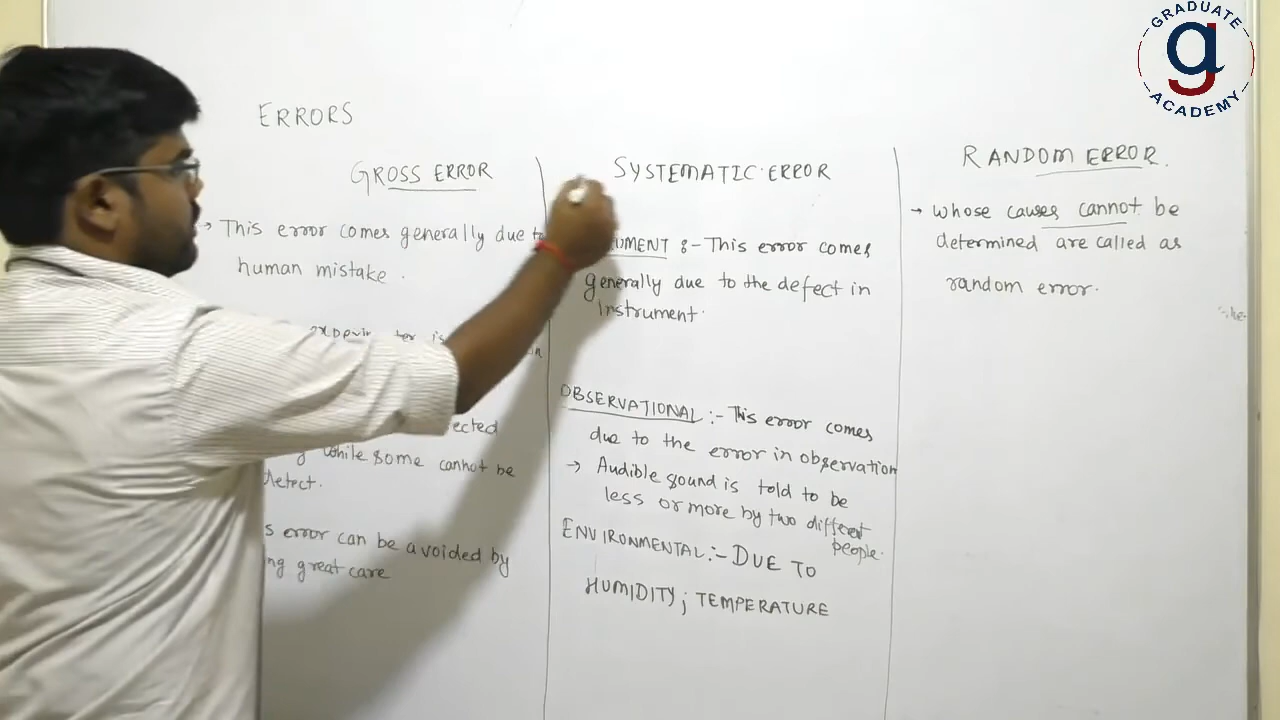 GRADUATE
ACADEMY
ERRORS
GROSS ERROR
→ This error comes generally due to
human mistake.
while some cannot be
detect.
error can be avoided by
great care
SYSTEMATIC ERROR
:- This error comes
generally due to the defect in
instrument.
OBSERVATIONAL :- This error comes
due to the error in observation
→ Audible sound is told to be
less or more by two different
people.
ENVIRONMENTAL :- DUE TO
HUMIDITY; TEMPERATURE
RANDOM ERROR.
→ whose causes cannot be
determined are called as
random error.